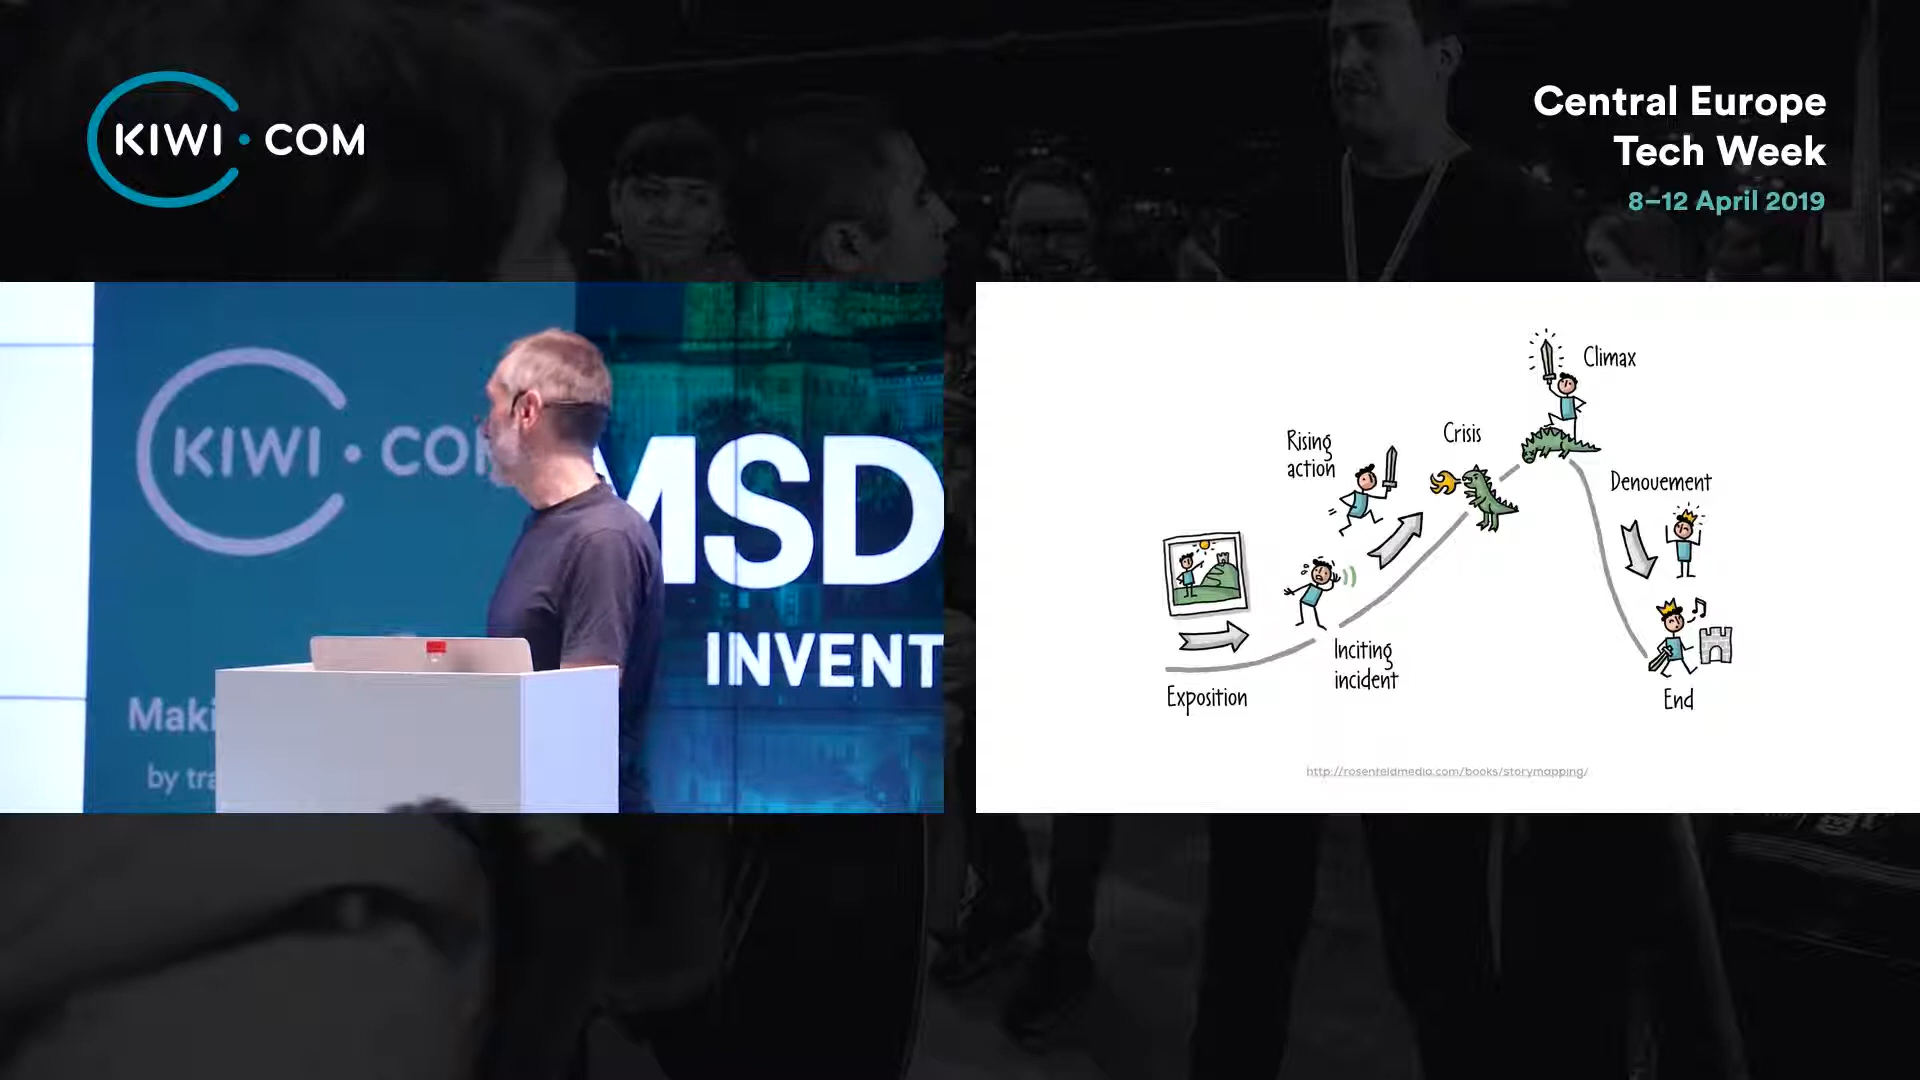 KIWI•COM
Central Europe
Tech Week
8–12 April 2019
KIWI•CO
MSD
INVENT
Maki
by tra
Climax
Rising
action
Crisis
Denouement
Inciting
incident
Exposition
End
http://rosenfeldmedia.com/books/storymapping/